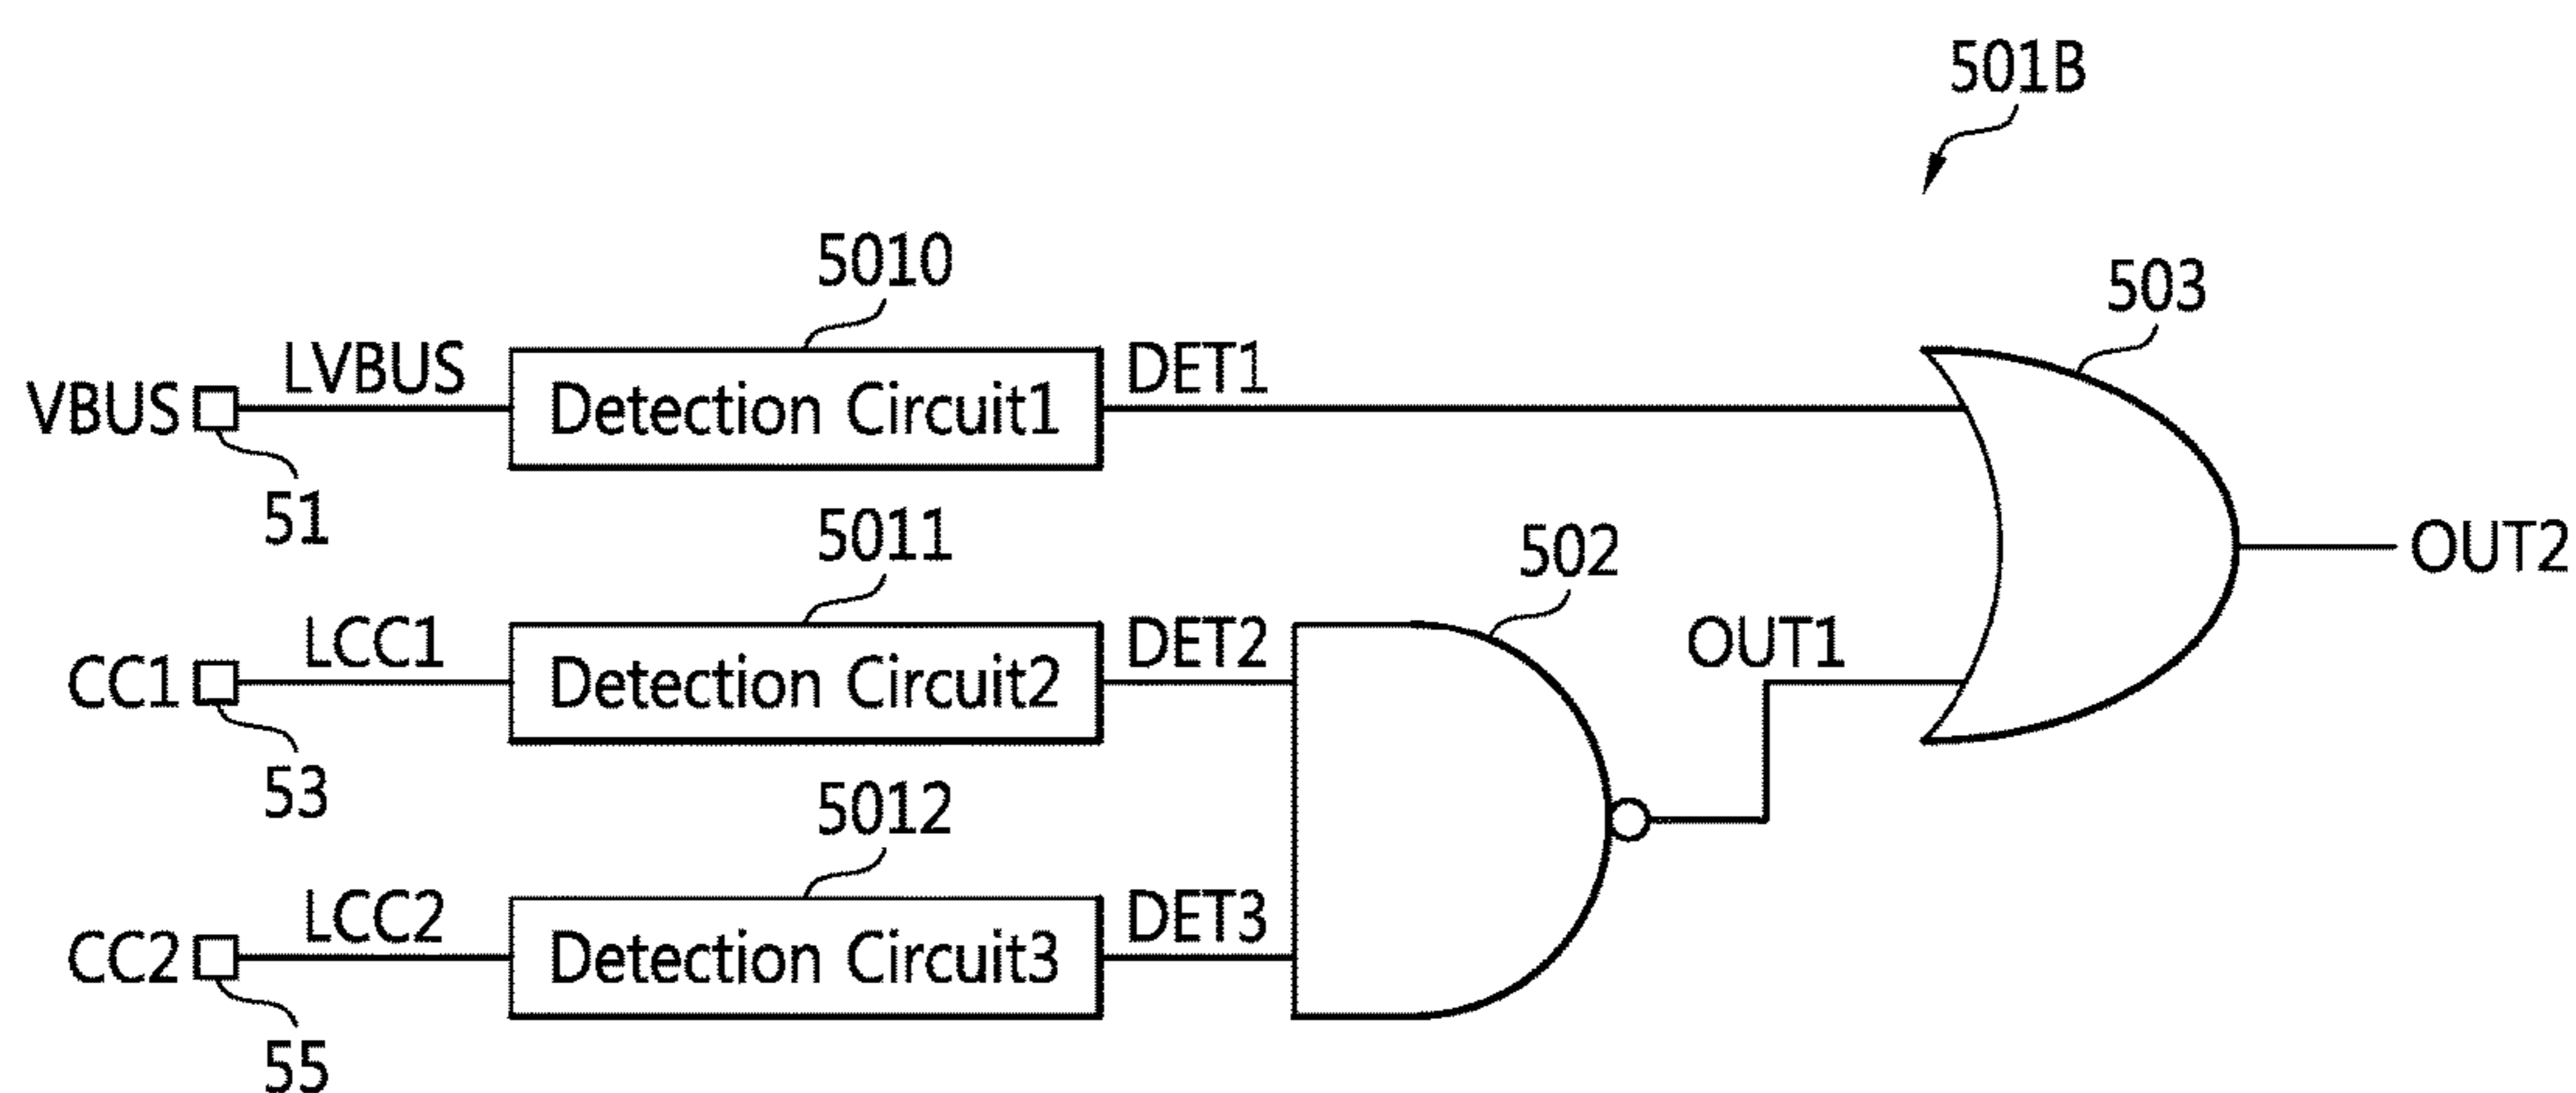 501B
5010
503
VBUS LVBUS Detection Circuit1 DET1
51
5011
502
OUT2
CC1 LCC1 Detection Circuit2 DET2 OUT1
53
5012
CC2 LCC2 Detection Circuit3 DET3
55